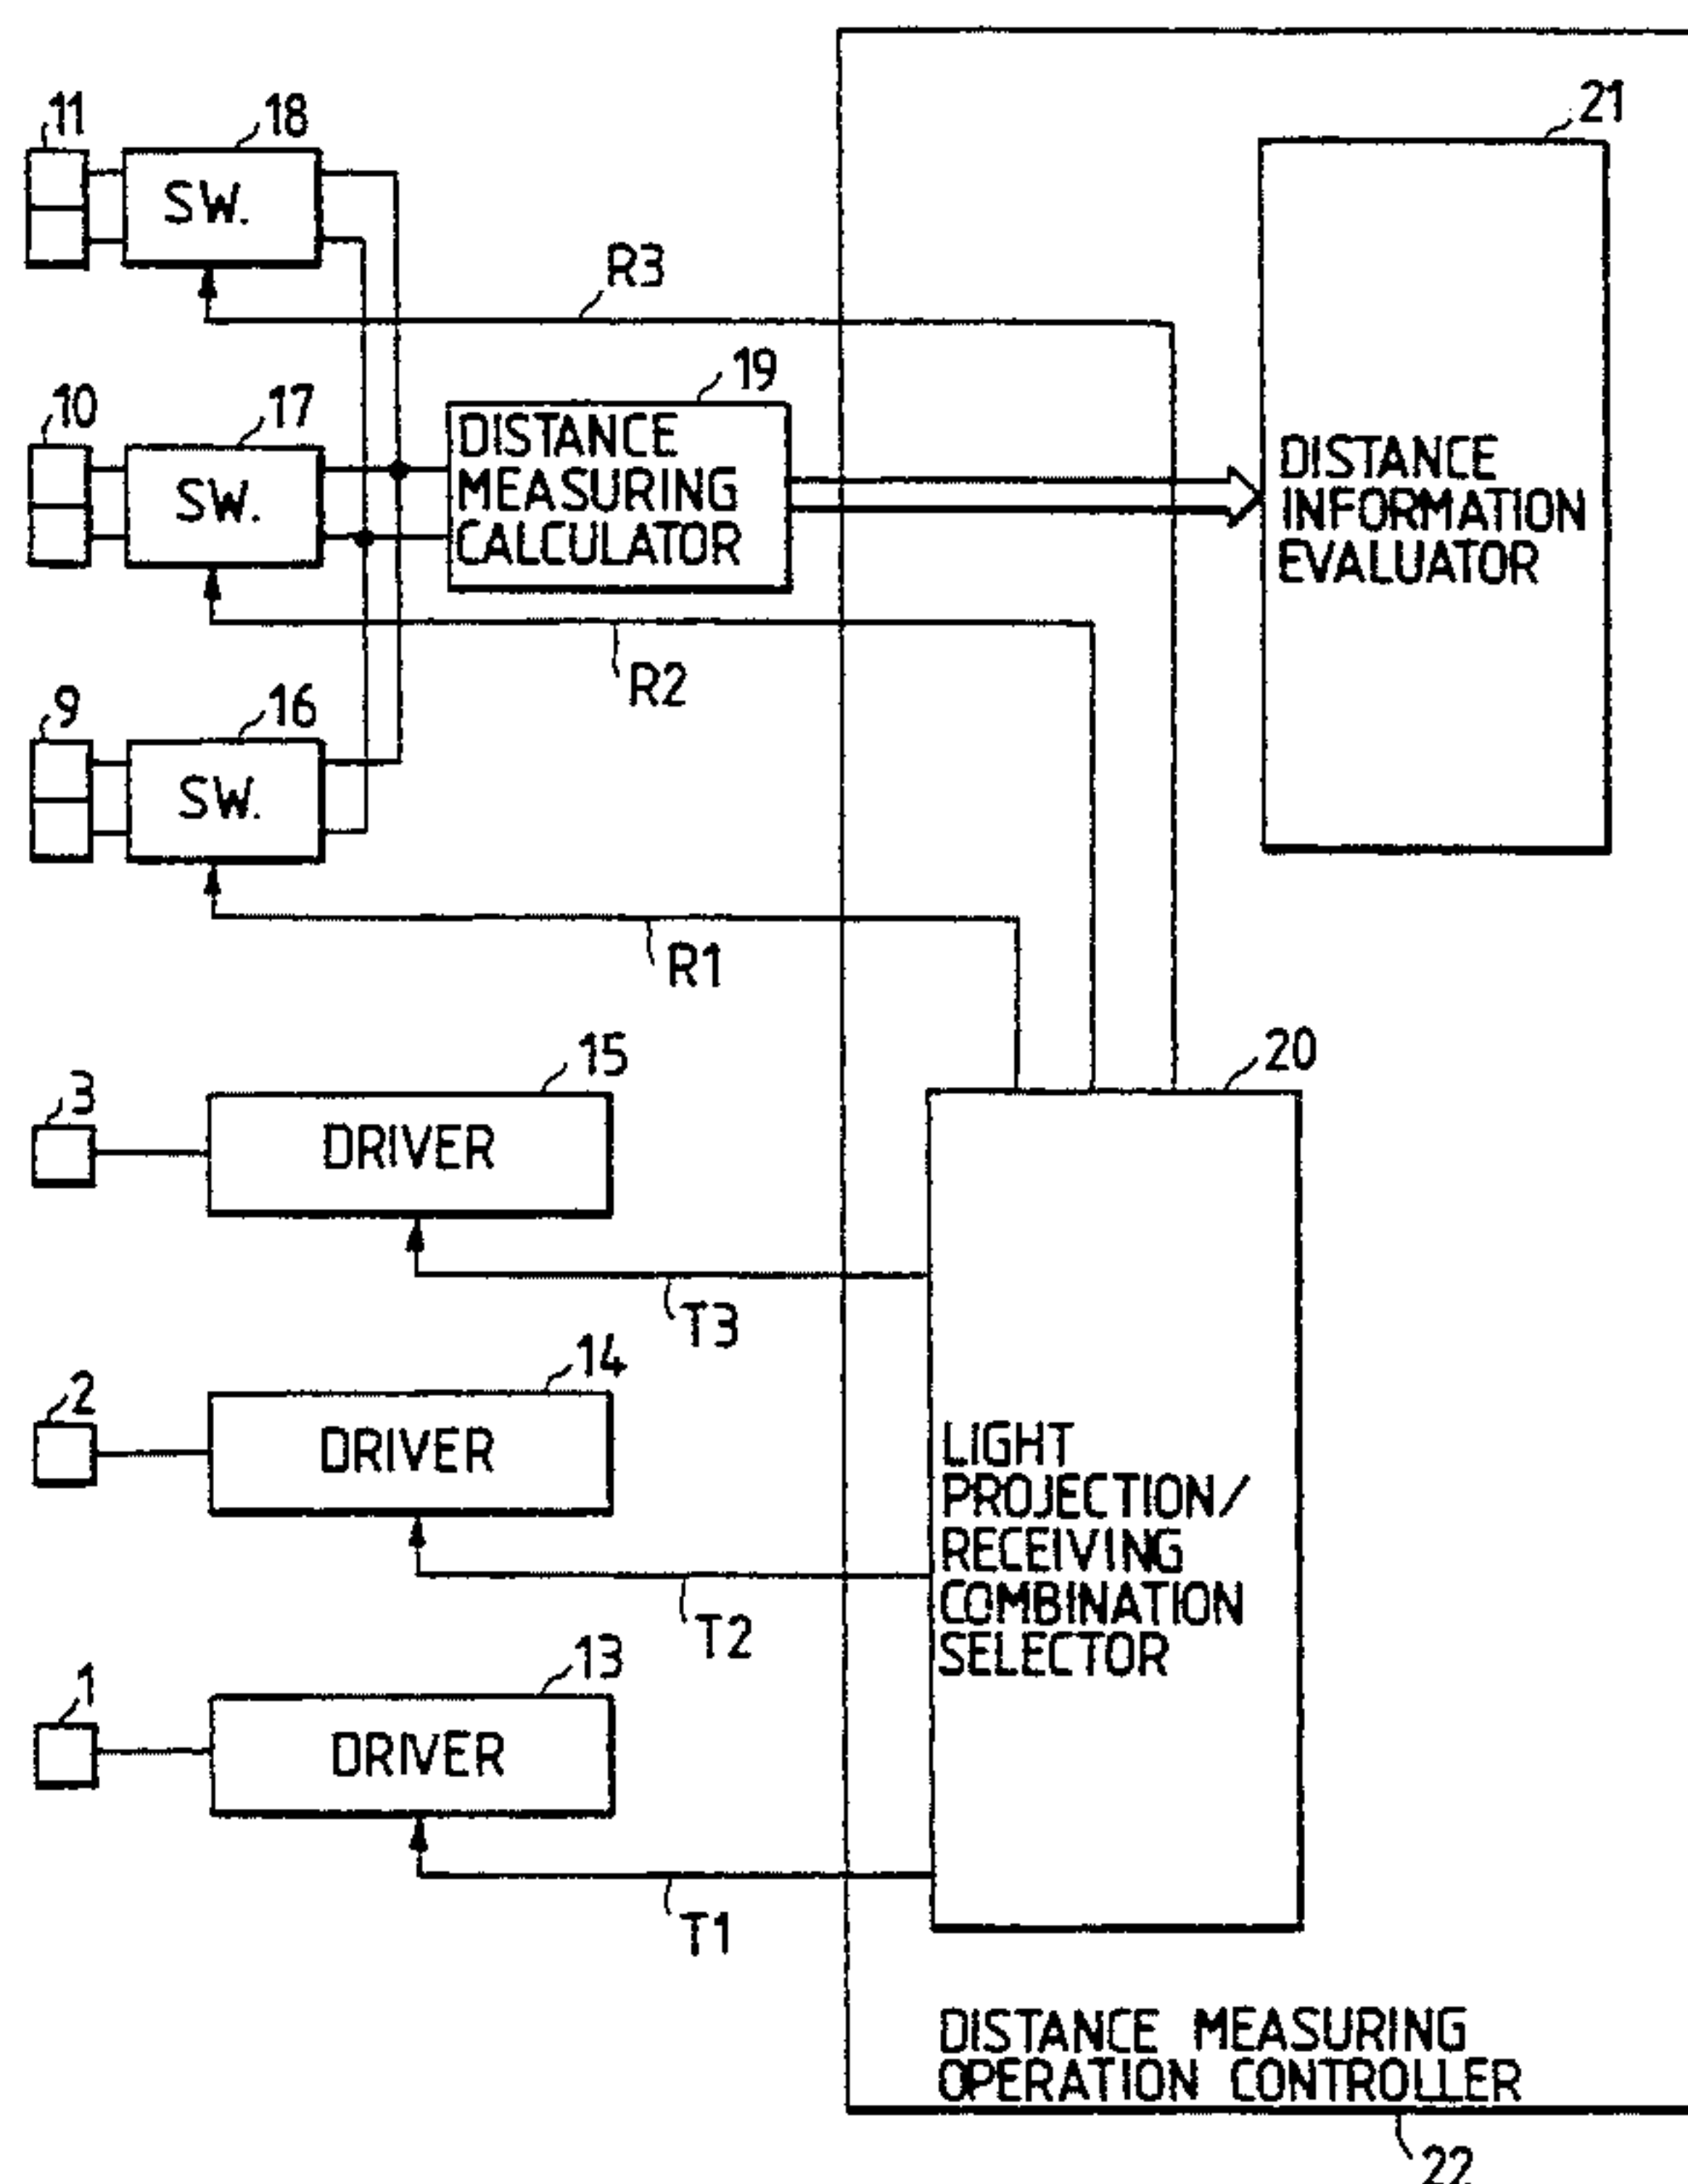 11
18
SW.
R3
21
10
17
SW.
19
DISTANCE
MEASURING
CALCULATOR
DISTANCE
INFORMATION
EVALUATOR
R2
9
16
SW.
R1
3
15
DRIVER
20
T3
2
14
DRIVER
LIGHT
PROJECTION/
RECEIVING
COMBINATION
SELECTOR
T2
1
13
DRIVER
T1
DISTANCE MEASURING
OPERATION CONTROLLER
22